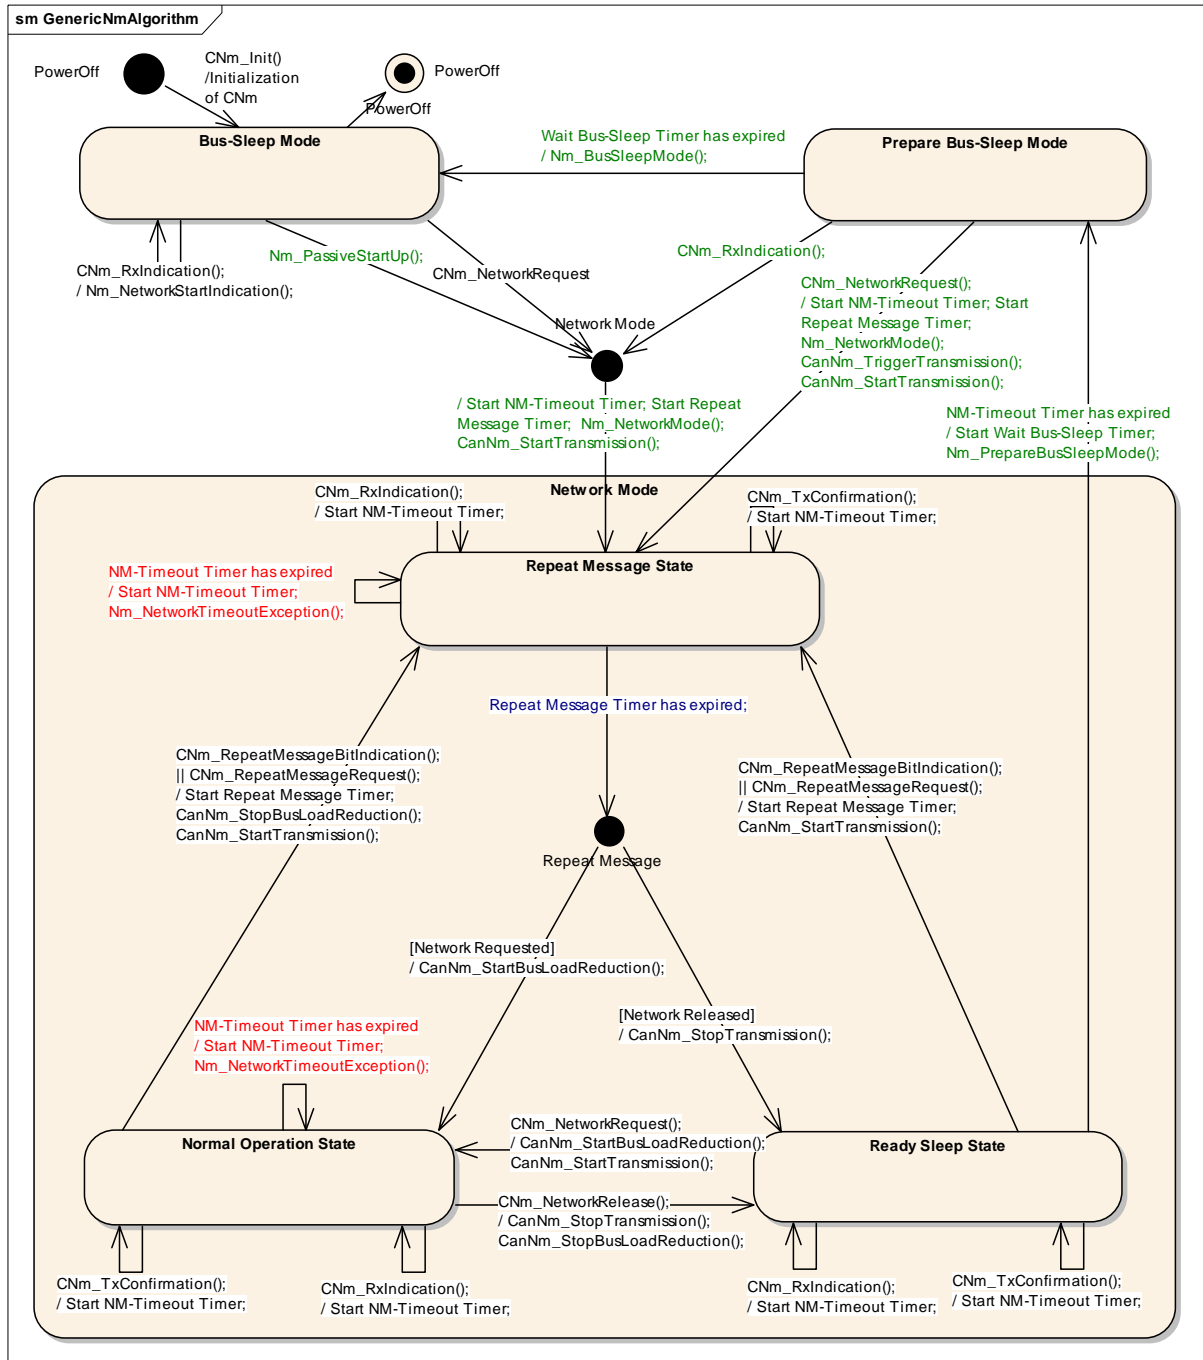 sm GenericNmAlgorithm
PowerOff
CNm_Init()
/Initialization
of CNm
PowerOff
PowerOff
Bus-Sleep Mode
Wait Bus-Sleep Timer has expired
/ Nm_BusSleepMode();
Prepare Bus-Sleep Mode
CNm_RxIndication();
/ Nm_NetworkStartIndication();
Nm_PassiveStartUp();
CNm_NetworkRequest
CNm_RxIndication();
CNm_NetworkRequest();
/ Start NM-Timeout Timer; Start
Repeat Message Timer;
Nm_NetworkMode();
CanNm_TriggerTransmission();
CanNm_StartTransmission();
Network Mode
/ Start NM-Timeout Timer; Start Repeat
Message Timer;  Nm_NetworkMode();
CanNm_StartTransmission();
NM-Timeout Timer has expired
/ Start Wait Bus-Sleep Timer;
Nm_PrepareBusSleepMode();
Network Mode
CNm_RxIndication();
/ Start NM-Timeout Timer;
CNm_TxConfirmation();
/ Start NM-Timeout Timer;
Repeat Message State
NM-Timeout Timer has expired
/ Start NM-Timeout Timer;
Nm_NetworkTimeoutException();
Repeat Message Timer has expired;
CNm_RepeatMessageBitIndication();
|| CNm_RepeatMessageRequest();
/ Start Repeat Message Timer;
CanNm_StopBusLoadReduction();
CanNm_StartTransmission();
CNm_RepeatMessageBitIndication();
|| CNm_RepeatMessageRequest();
/ Start Repeat Message Timer;
CanNm_StartTransmission();
Repeat Message
[Network Requested]
/ CanNm_StartBusLoadReduction();
[Network Released]
/ CanNm_StopTransmission();
NM-Timeout Timer has expired
/ Start NM-Timeout Timer;
Nm_NetworkTimeoutException();
Normal Operation State
CNm_NetworkRequest();
/ CanNm_StartBusLoadReduction();
CanNm_StartTransmission();
Ready Sleep State
CNm_NetworkRelease();
/ CanNm_StopTransmission();
CanNm_StopBusLoadReduction();
CNm_TxConfirmation();
/ Start NM-Timeout Timer;
CNm_RxIndication();
/ Start NM-Timeout Timer;
CNm_RxIndication();
/ Start NM-Timeout Timer;
CNm_TxConfirmation();
/ Start NM-Timeout Timer;